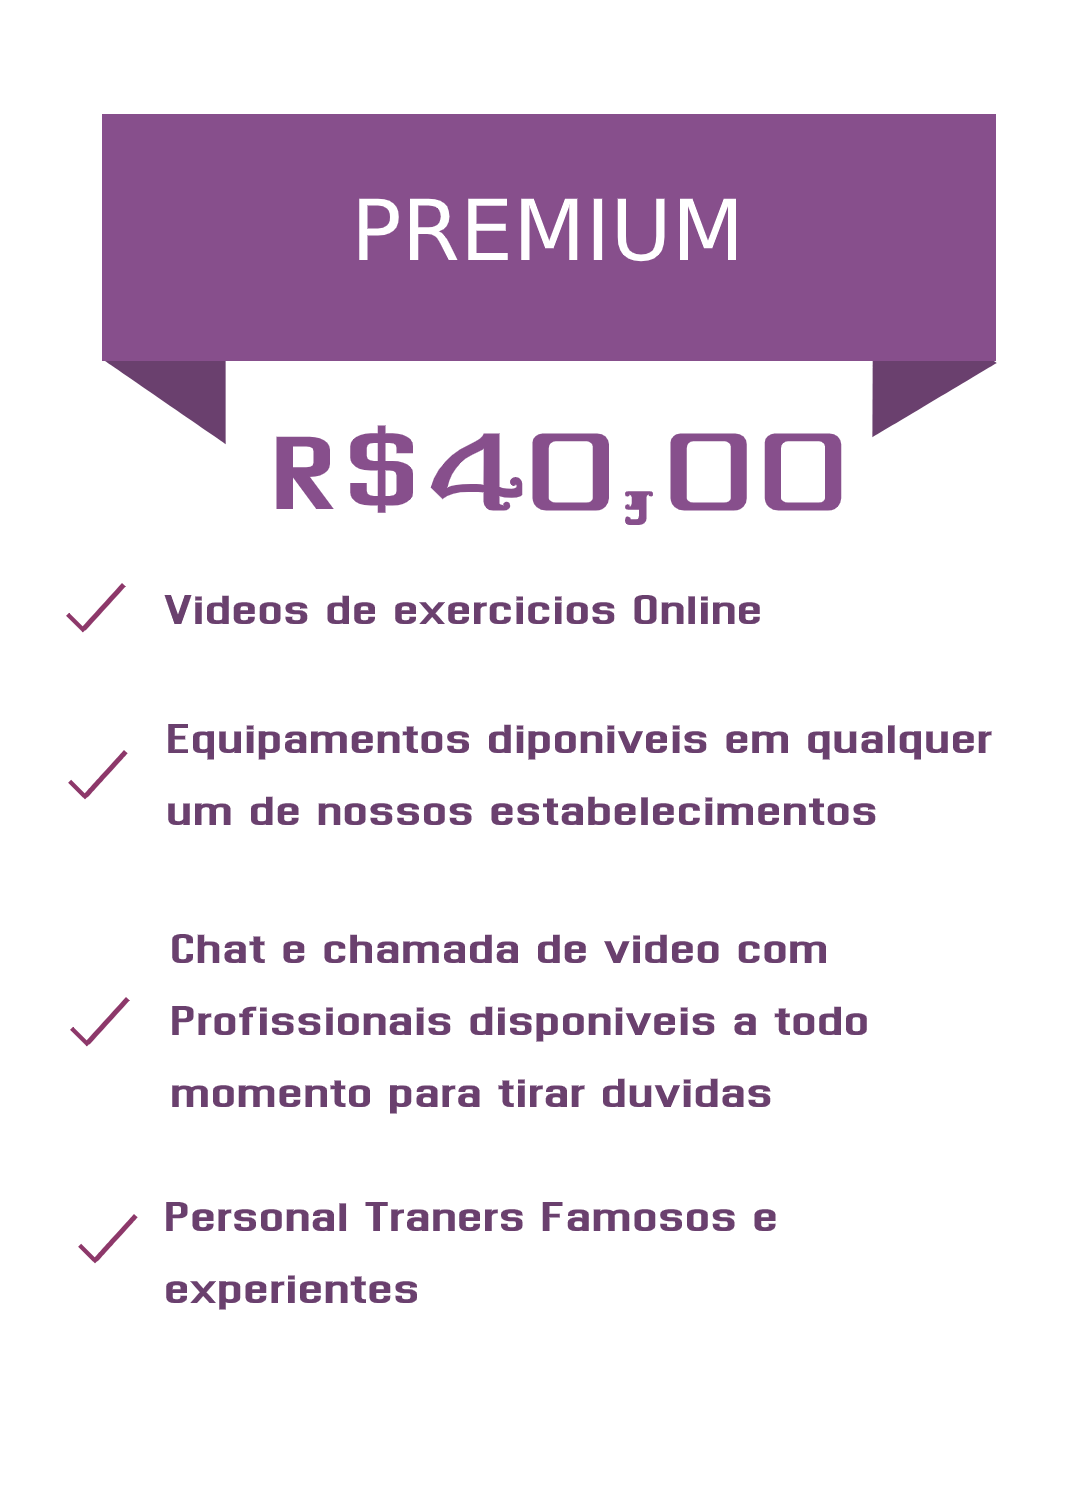 PREMIUM
R$40,00
Videos de exercicios Online
Equipamentos diponiveis em qualquer
um de nossos estabelecimentos
Chat e chamada de video com
Profissionais disponiveis a todo
momento para tirar duvidas
Personal Traners Famosos e
experientes